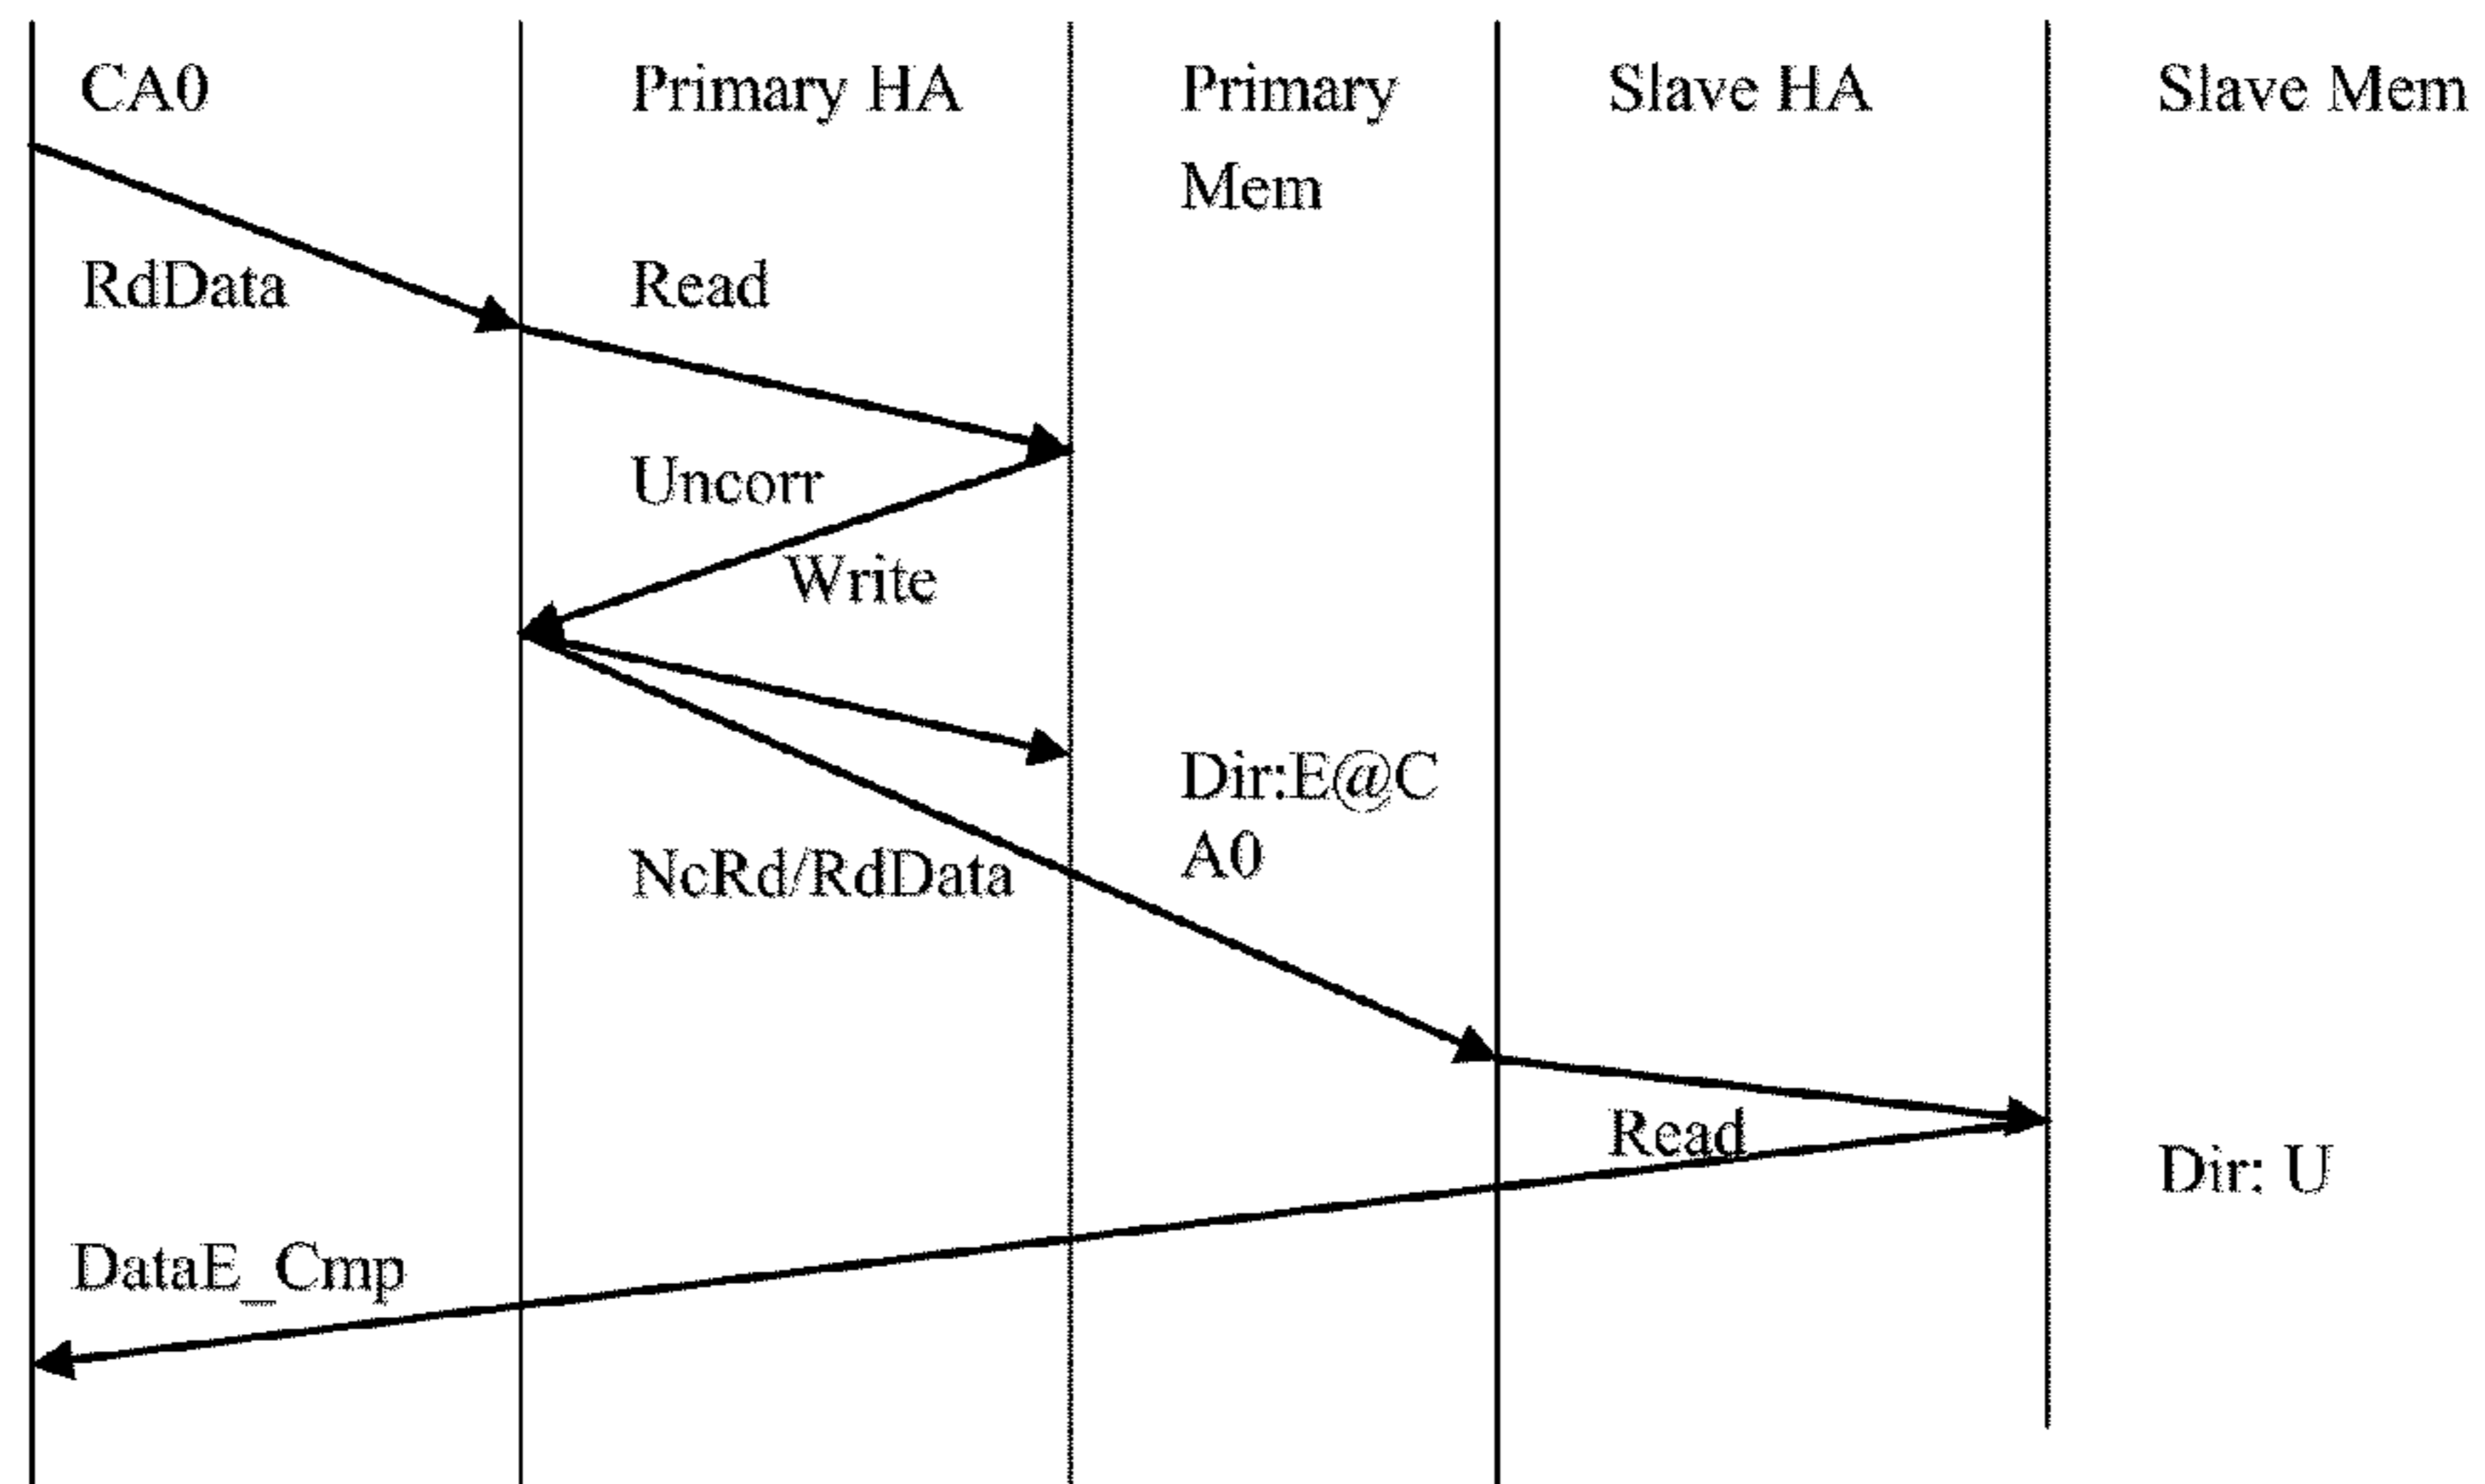 CA0
Primary HA
Primary
Mem
Slave HA
Slave Mem
RdData
Read
Uncorr
Write
Dir:E@C
A0
NcRd/RdData
Read
Dir: U
DataE_Cmp